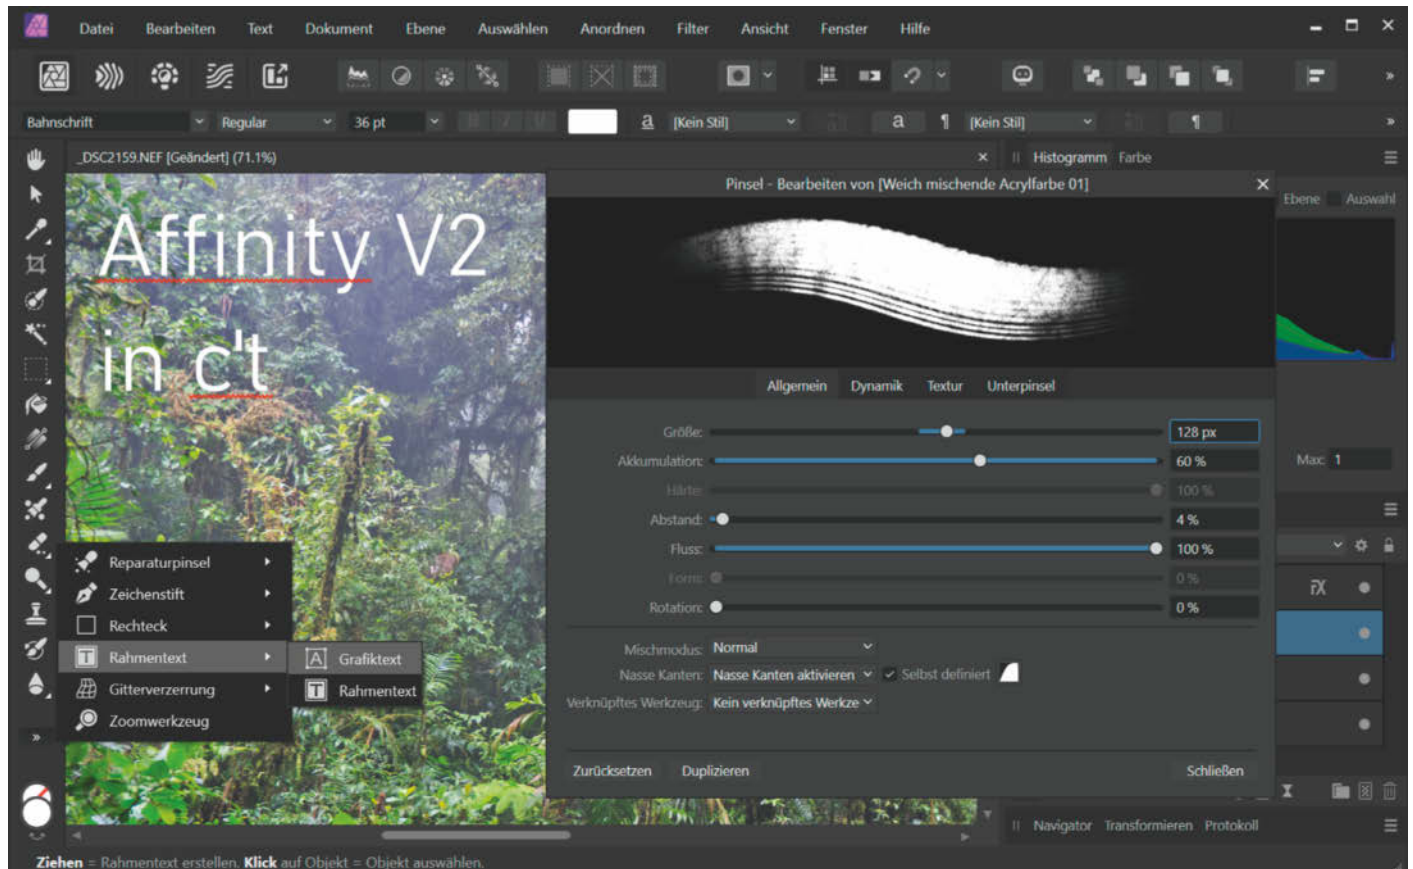 Datei Bearbeiten Text Dokument Ebene Auswählen Anordnen Filter Ansicht Fenster Hilfe
Bahnschrift Regular 36 pt B I U a [Kein Stil] a ¶ [Kein Stil] ¶
_DSC2159.NEF [Geändert] (71.1%)
Histogramm Farbe
Pinsel - Bearbeiten von [Weich mischende Acrylfarbe 01]
Ebene Auswahl
Affinity V2
in c't
Allgemein Dynamik Textur Unterpinsel
Größe: 128 px
Akkumulation: 60 %
Max: 1
Härte: 100 %
Abstand: 4 %
Fluss: 100 %
Form: 0 %
Rotation: 0 %
Mischmodus: Normal
Nasse Kanten: Nasse Kanten aktivieren Selbst definiert
Verknüpftes Werkzeug: Kein verknüpftes Werkze
Zurücksetzen Duplizieren Schließen
Reparaturpinsel
Zeichenstift
Rechteck
Rahmentext
Gitterverzerrung
Zoomwerkzeug
Grafiktext
Rahmentext
Navigator Transformieren Protokoll
Ziehen = Rahmentext erstellen. Klick auf Objekt = Objekt auswählen.